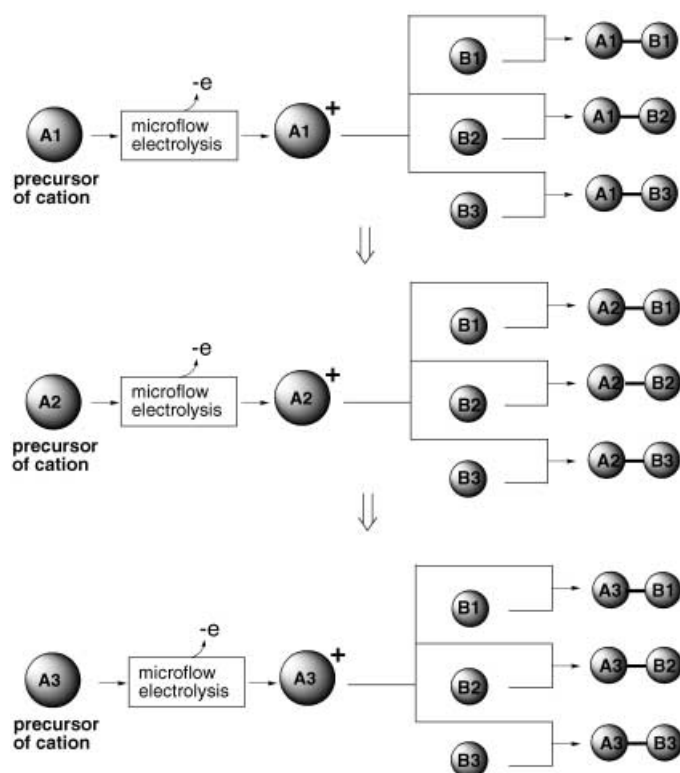 -e
A1
microflow
electrolysis
A1
+
precursor
of cation
B1
A1
B1
B2
A1
B2
B3
A1
B3
-e
A2
microflow
electrolysis
A2
+
precursor
of cation
B1
A2
B1
B2
A2
B2
B3
A2
B3
-e
A3
microflow
electrolysis
A3
+
precursor
of cation
B1
A3
B1
B2
A3
B2
B3
A3
B3